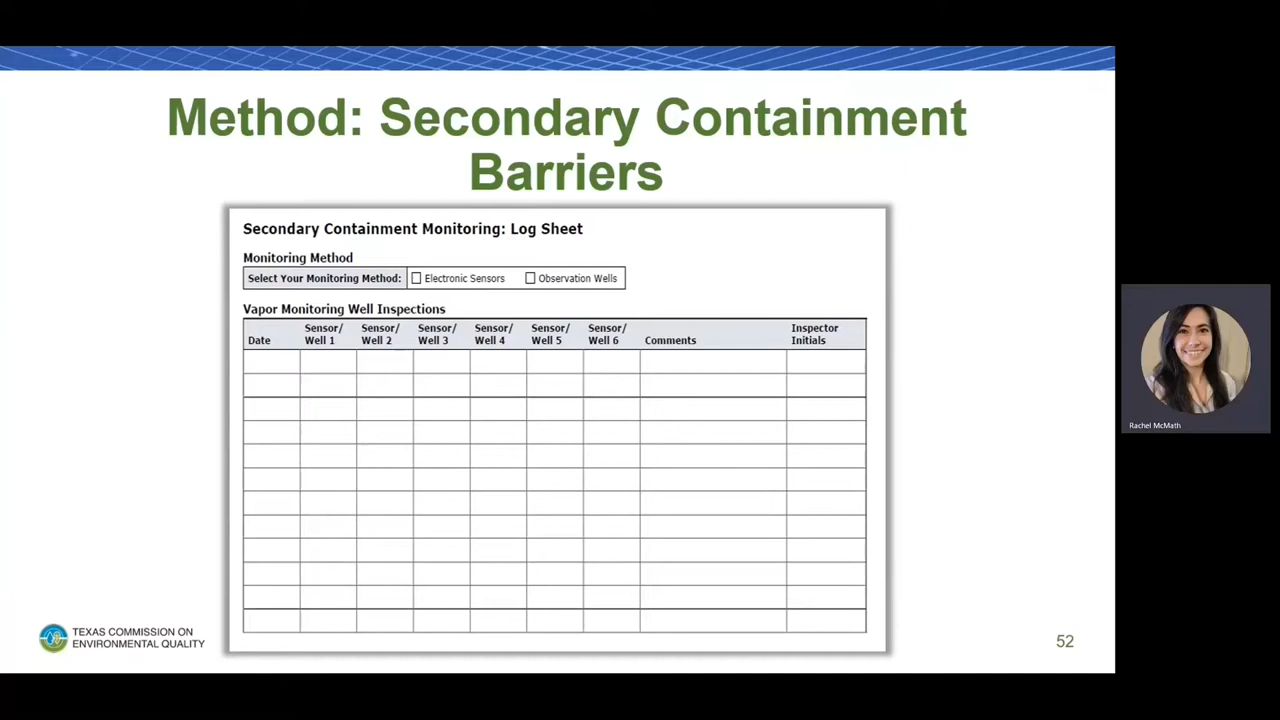 Method: Secondary Containment
Barriers
Secondary Containment Monitoring: Log Sheet
Monitoring Method
Select Your Monitoring Method: Electronic Sensors Observation Wells
Vapor Monitoring Well Inspections
Date Sensor/ Well 1 Sensor/ Well 2 Sensor/ Well 3 Sensor/ Well 4 Sensor/ Well 5 Sensor/ Well 6 Comments Inspector Initials
TEXAS COMMISSION ON
ENVIRONMENTAL QUALITY
52
Rachel McMath